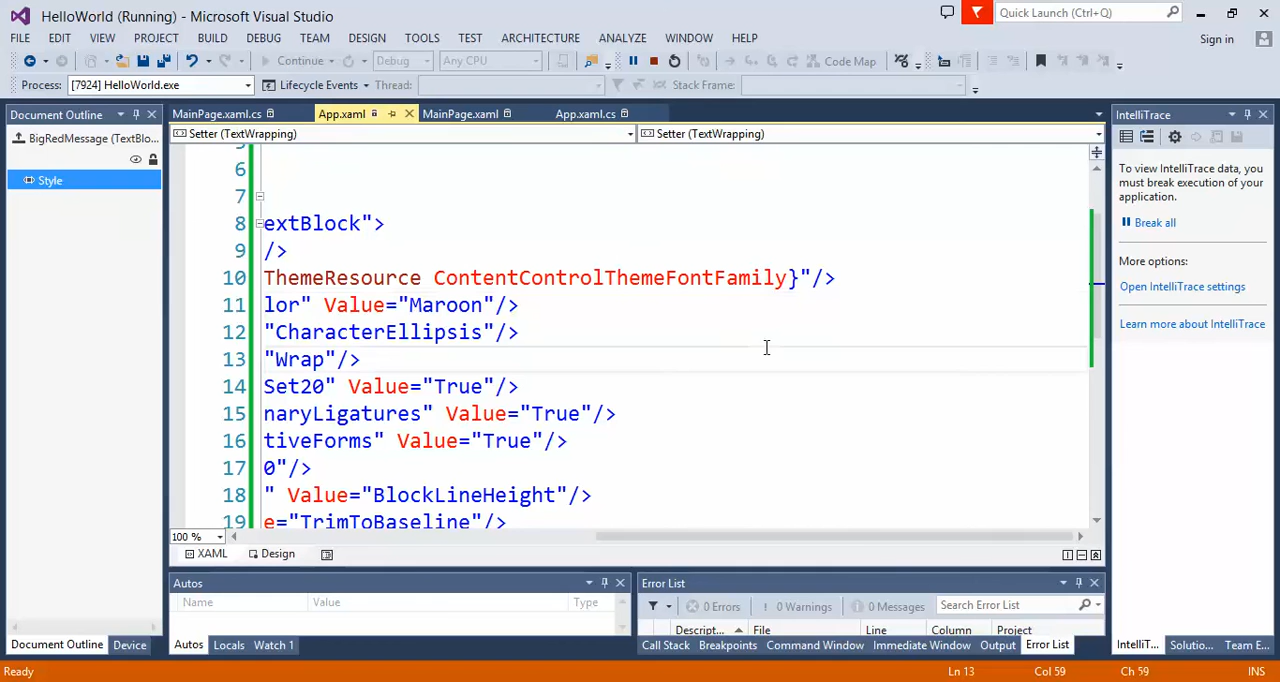 HelloWorld (Running) - Microsoft Visual Studio
Quick Launch (Ctrl+Q)
FILE EDIT VIEW PROJECT BUILD DEBUG TEAM DESIGN TOOLS TEST ARCHITECTURE ANALYZE WINDOW HELP
Sign in
Continue Debug Any CPU Code Map
Process: [7924] HelloWorld.exe Lifecycle Events Thread: Stack Frame:
Document Outline
MainPage.xaml.cs App.xaml MainPage.xaml App.xaml.cs
IntelliTrace
BigRedMessage (TextBlo...
Setter (TextWrapping) Setter (TextWrapping)
Style
To view IntelliTrace data, you
must break execution of your
application.
Break all
More options:
Open IntelliTrace settings
Learn more about IntelliTrace
6
7
8 extBlock">
9 />
10 ThemeResource ContentControlThemeFontFamily}"/>
11 lor" Value="Maroon"/>
12 "CharacterEllipsis"/>
13 "Wrap"/>
14 Set20" Value="True"/>
15 naryLigatures" Value="True"/>
16 tiveForms" Value="True"/>
17 0"/>
18 " Value="BlockLineHeight"/>
19 e="TrimToBaseline"/>
100 %
XAML Design
Autos
Name Value Type
Error List
0 Errors 0 Warnings 0 Messages Search Error List
Descript... File Line Column Project
Document Outline Device
Autos Locals Watch 1
Call Stack Breakpoints Command Window Immediate Window Output Error List
IntelliT... Solutio... Team E...
Ready
Ln 13 Col 59 Ch 59 INS